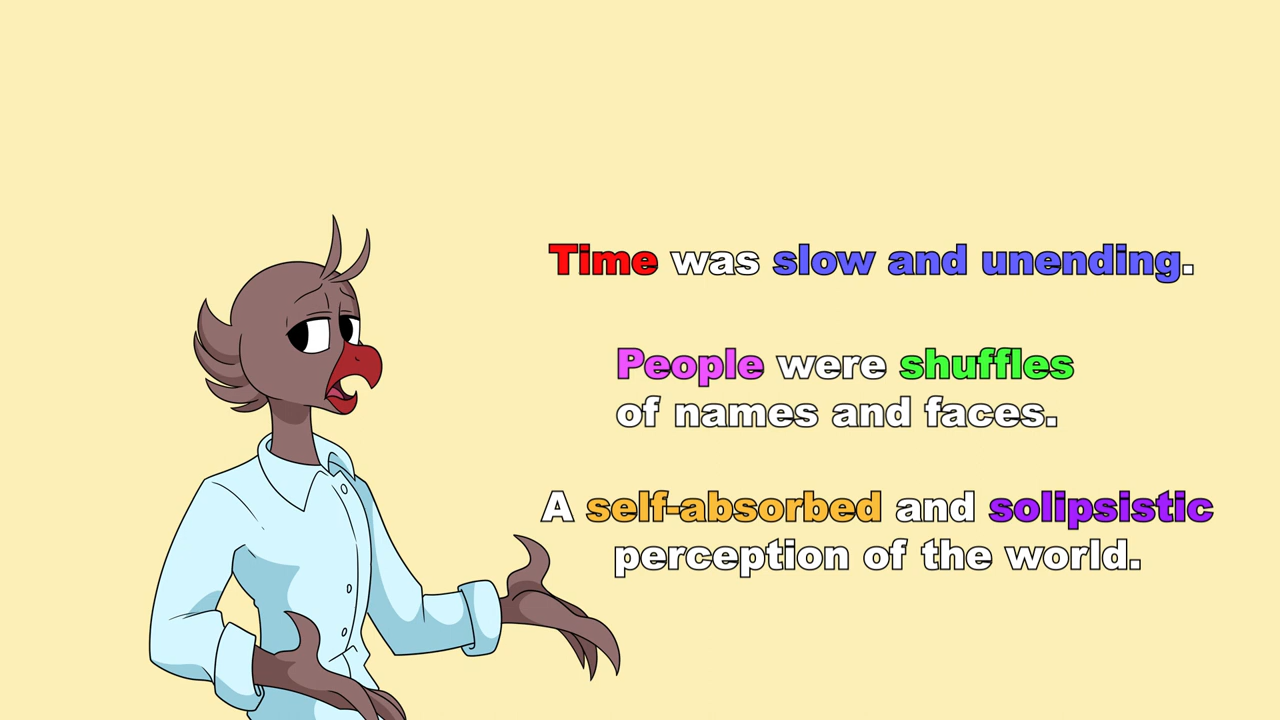 Time was slow and unending.
People were shuffles
of names and faces.
A self-absorbed and solipsistic
perception of the world.